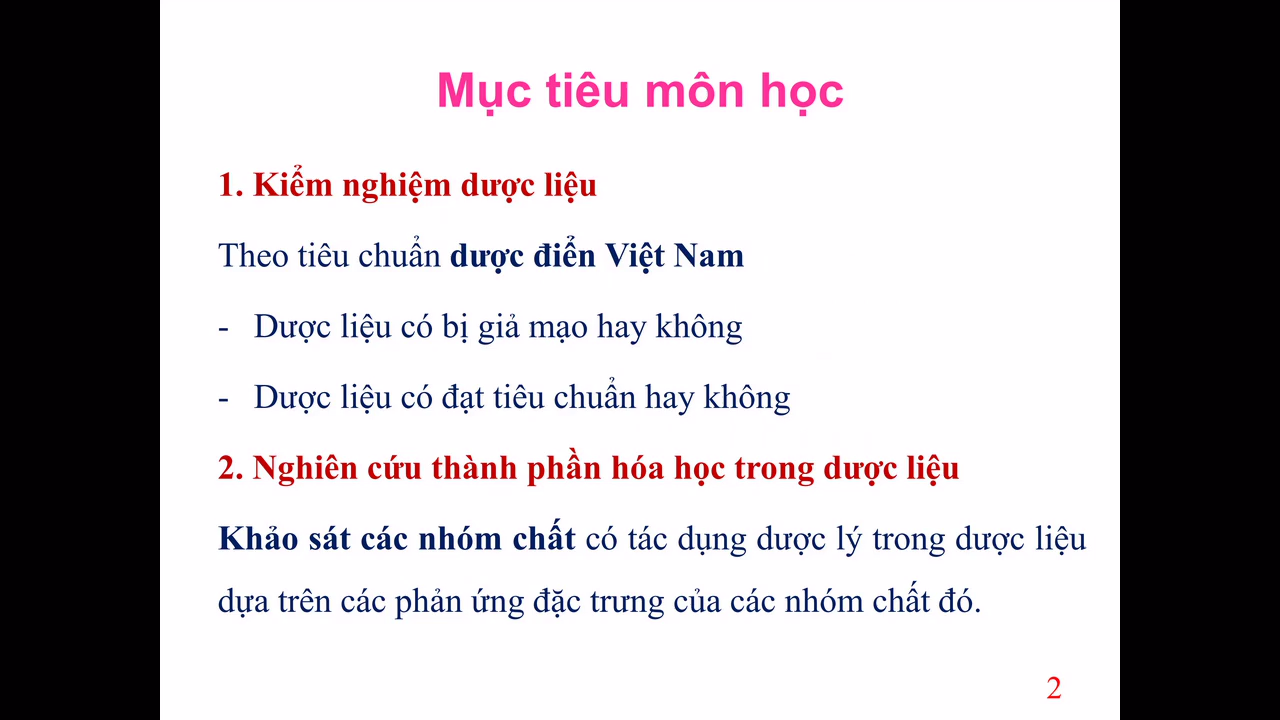 Mục tiêu môn học
1. Kiểm nghiệm dược liệu
Theo tiêu chuẩn dược điển Việt Nam
- Dược liệu có bị giả mạo hay không
- Dược liệu có đạt tiêu chuẩn hay không
2. Nghiên cứu thành phần hóa học trong dược liệu
Khảo sát các nhóm chất có tác dụng dược lý trong dược liệu
dựa trên các phản ứng đặc trưng của các nhóm chất đó.
2